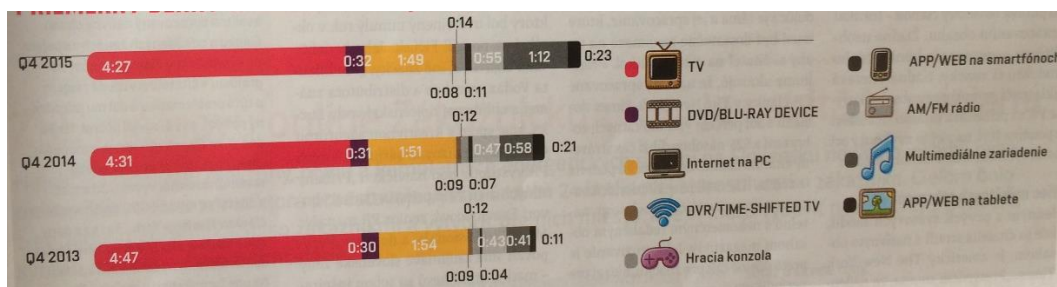 0:14
Q4 2015 4:27 0:32 1:49 0:55 1:12 0:23
0:08 0:11
0:12
Q4 2014 4:31 0:31 1:51 0:47 0:58 0:21
0:09 0:07
0:12
Q4 2013 4:47 0:30 1:54 0:43 0:41 0:11
0:09 0:04
TV
DVD/BLU-RAY DEVICE
Internet na PC
DVR/TIME-SHIFTED TV
Hracia konzola
APP/WEB na smartfónoch
AM/FM rádio
Multimediálne zariadenie
APP/WEB na tablete